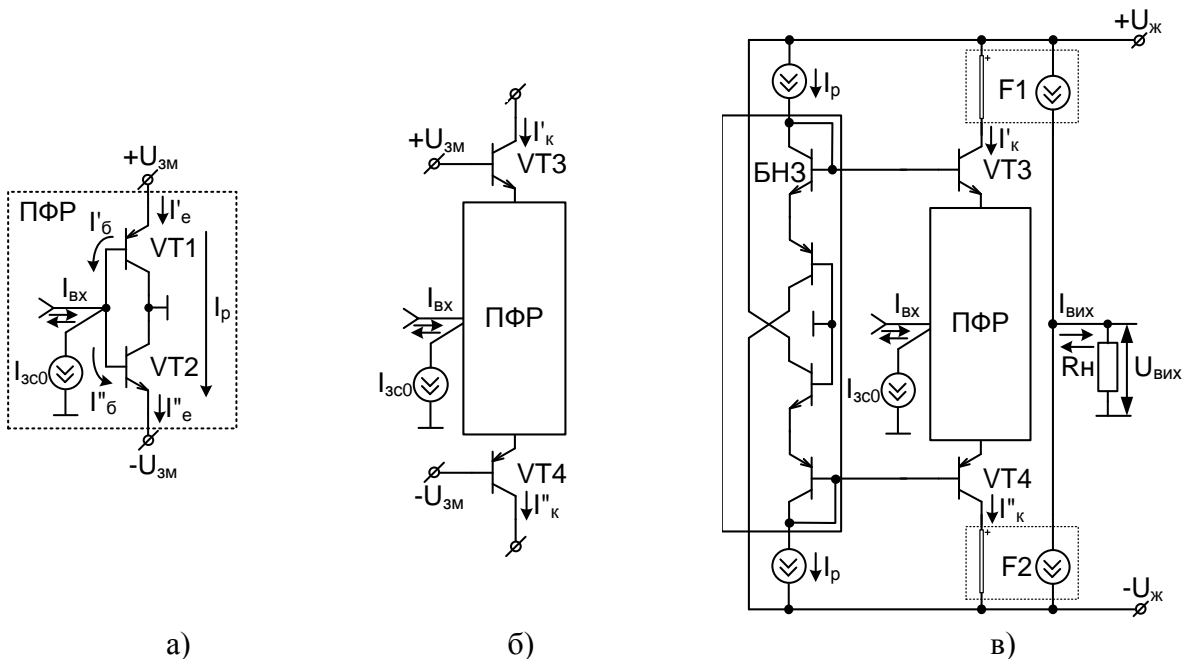 +Uзм
ПФР
I'е
I'б
VT1
Iвх
Iр
VT2
Iзс0
I"б
I"е
-Uзм
а)
I'к
+Uзм
VT3
Iвх
ПФР
Iзс0
VT4
-Uзм
I"к
б)
+Uж
Iр
F1
I'к
БНЗ
VT3
Iвх
ПФР
Iвих
Rн
Uвих
Iзс0
VT4
I"к
Iр
F2
-Uж
в)
+
+